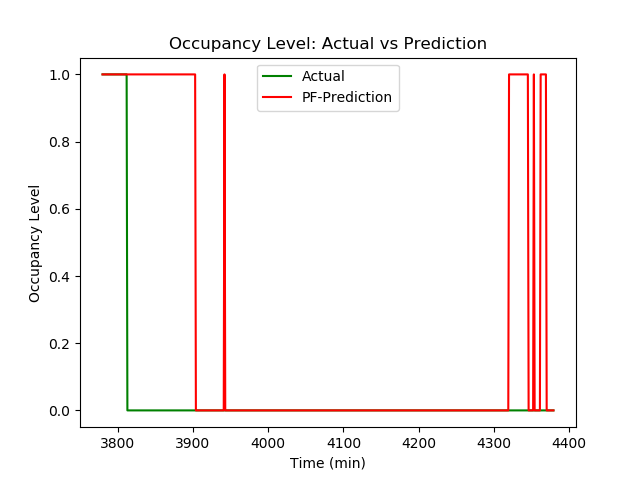 Occupancy Level: Actual vs Prediction
Actual
PF-Prediction
1.0
0.8
0.6
0.4
0.2
0.0
Occupancy Level
3800 3900 4000 4100 4200 4300 4400
Time (min)